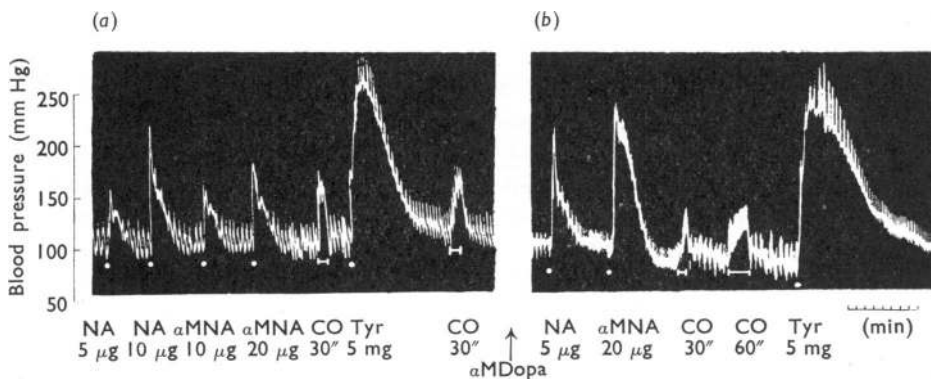 (a) (b)
Blood pressure (mm Hg)
250
200
150
100
50
NA NA αMNA αMNA CO Tyr CO NA αMNA CO CO Tyr (min)
5 μg 10 μg 10 μg 20 μg 30″ 5 mg 30″ 5 μg 20 μg 30″ 60″ 5 mg
αMDopa